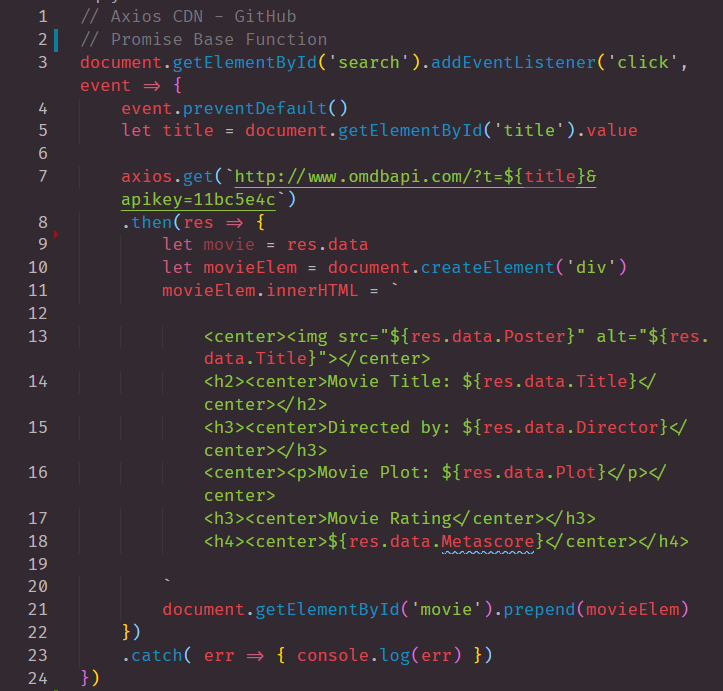 1 // Axios CDN - GitHub
2 // Promise Base Function
3 document.getElementById('search').addEventListener('click',
event => {
4 event.preventDefault()
5 let title = document.getElementById('title').value
6
7 axios.get(`http://www.omdbapi.com/?t=${title}&
apikey=11bc5e4c`)
8 .then(res => {
9 let movie = res.data
10 let movieElem = document.createElement('div')
11 movieElem.innerHTML = `
12
13 <center><img src="${res.data.Poster}" alt="${res.
data.Title}"></center>
14 <h2><center>Movie Title: ${res.data.Title}</
center></h2>
15 <h3><center>Directed by: ${res.data.Director}</
center></h3>
16 <center><p>Movie Plot: ${res.data.Plot}</p></
center>
17 <h3><center>Movie Rating</center></h3>
18 <h4><center>${res.data.Metascore}</center></h4>
19
20 `
21 document.getElementById('movie').prepend(movieElem)
22 })
23 .catch( err => { console.log(err) })
24 })